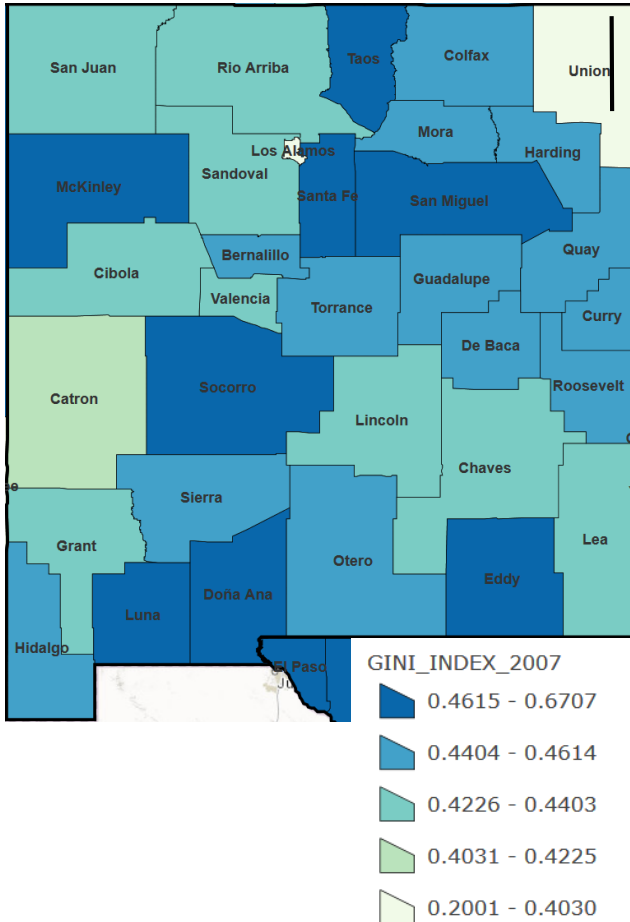 San Juan
Rio Arriba
Taos
Colfax
Union
Los Alamos
Mora
Harding
McKinley
Sandoval
Santa Fe
San Miguel
Quay
Cibola
Bernalillo
Valencia
Torrance
Guadalupe
Curry
De Baca
Roosevelt
Catron
Socorro
Lincoln
Chaves
Sierra
Grant
Otero
Lea
Luna
Doña Ana
Eddy
Hidalgo
El Paso
GINI_INDEX_2007
0.4615 - 0.6707
0.4404 - 0.4614
0.4226 - 0.4403
0.4031 - 0.4225
0.2001 - 0.4030